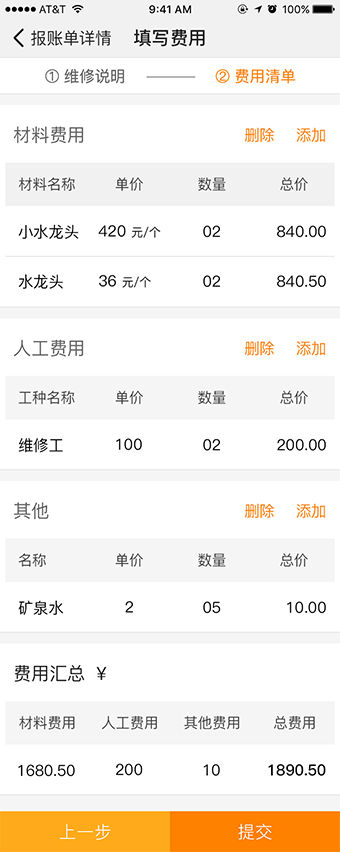 AT&T 9:41 AM 100%
报账单详情 填写费用
① 维修说明 ② 费用清单
材料费用 删除 添加
材料名称 单价 数量 总价
小水龙头 420 元/个 02 840.00
水龙头 36 元/个 02 840.50
人工费用 删除 添加
工种名称 单价 数量 总价
维修工 100 02 200.00
其他 删除 添加
名称 单价 数量 总价
矿泉水 2 05 10.00
费用汇总 ¥
材料费用 人工费用 其他费用 总费用
1680.50 200 10 1890.50
上一步 提交